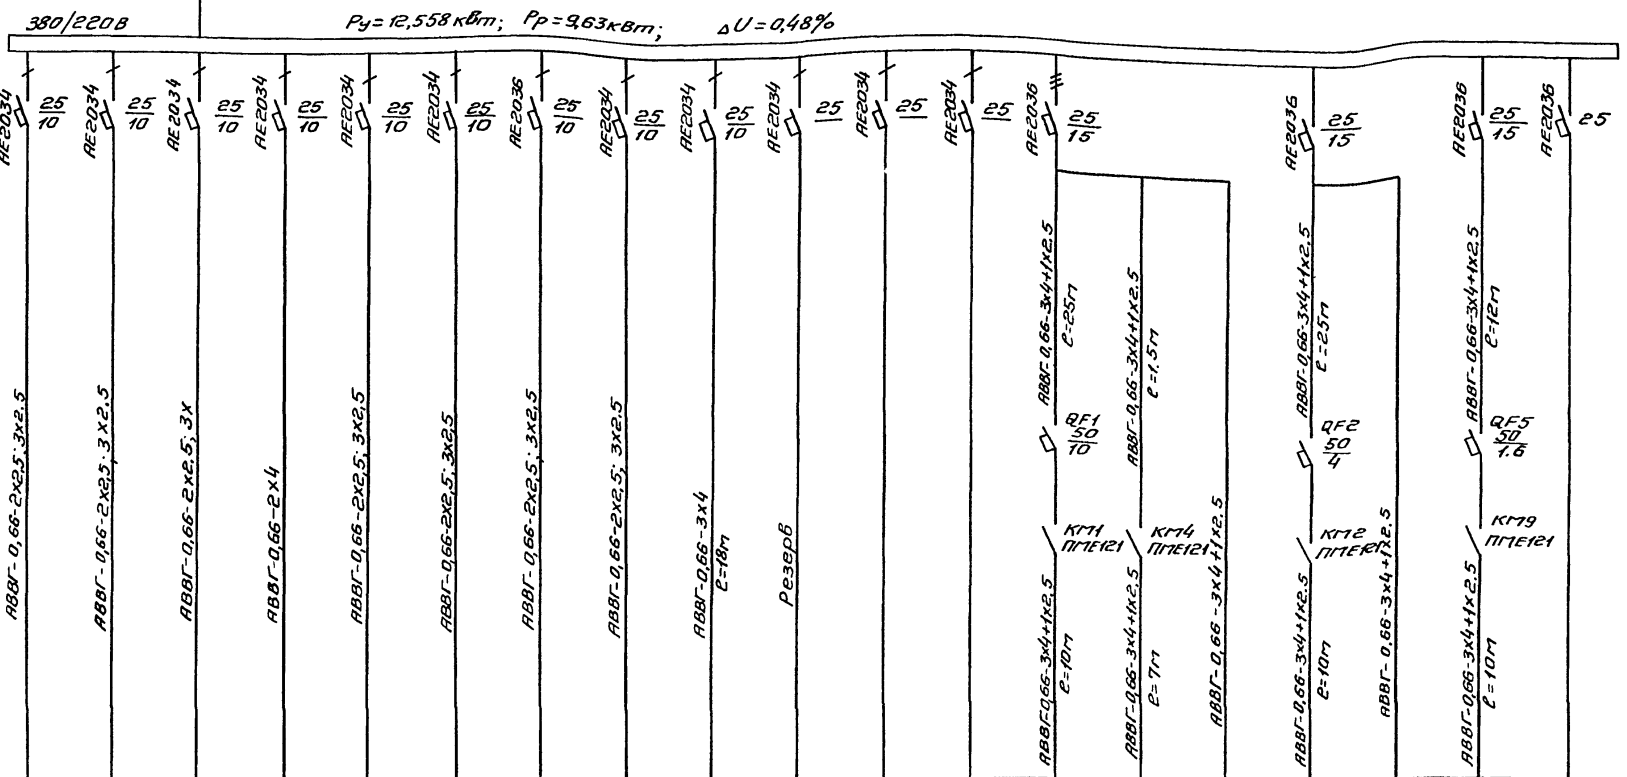 380/220В
Ру=12,558кВт; Рр=9,63кВт; ΔU=0,48%
АЕ2034
25
10
АЕ2034
25
10
АЕ2034
25
10
АЕ2034
25
10
АЕ2034
25
10
АЕ2034
25
10
АЕ2036
25
10
АЕ2034
25
10
АЕ2034
25
10
АЕ2034
25
АЕ2034
25
АЕ2034
25
АЕ2036
25
15
АЕ2036
25
15
АЕ2036
25
15
АЕ2036
25
АВВГ-0,66-2х2,5; 3х2,5
АВВГ-0,66-2х2,5; 3х2,5
АВВГ-0,66-2х2,5; 3х
АВВГ-0,66-2х4
АВВГ-0,66-2х2,5; 3х2,5
АВВГ-0,66-2х2,5; 3х2,5
АВВГ-0,66-2х2,5; 3х2,5
АВВГ-0,66-2х2,5; 3х2,5
АВВГ-0,66-3х4
ℓ=18м
Резерв
АВВГ-0,66-3х4+1х2,5
ℓ=25м
QF1
50
10
КМ1
ПМЕ121
АВВГ-0,66-3х4+1х2,5
ℓ=10м
АВВГ-0,66-3х4+1х2,5
ℓ=1.5м
КМ4
ПМЕ121
АВВГ-0,66-3х4+1х2,5
ℓ=7м
АВВГ-0,66-3х4+1х2,5
АВВГ-0,66-3х4+1х2,5
ℓ=25м
QF2
50
4
КМ2
ПМЕ121
АВВГ-0,66-3х4+1х2,5
ℓ=10м
АВВГ-0,66-3х4+1х2,5
АВВГ-0,66-3х4+1х2,5
ℓ=12м
QF5
50
1.6
КМ9
ПМЕ121
АВВГ-0,66-3х4+1х2,5
ℓ=10м